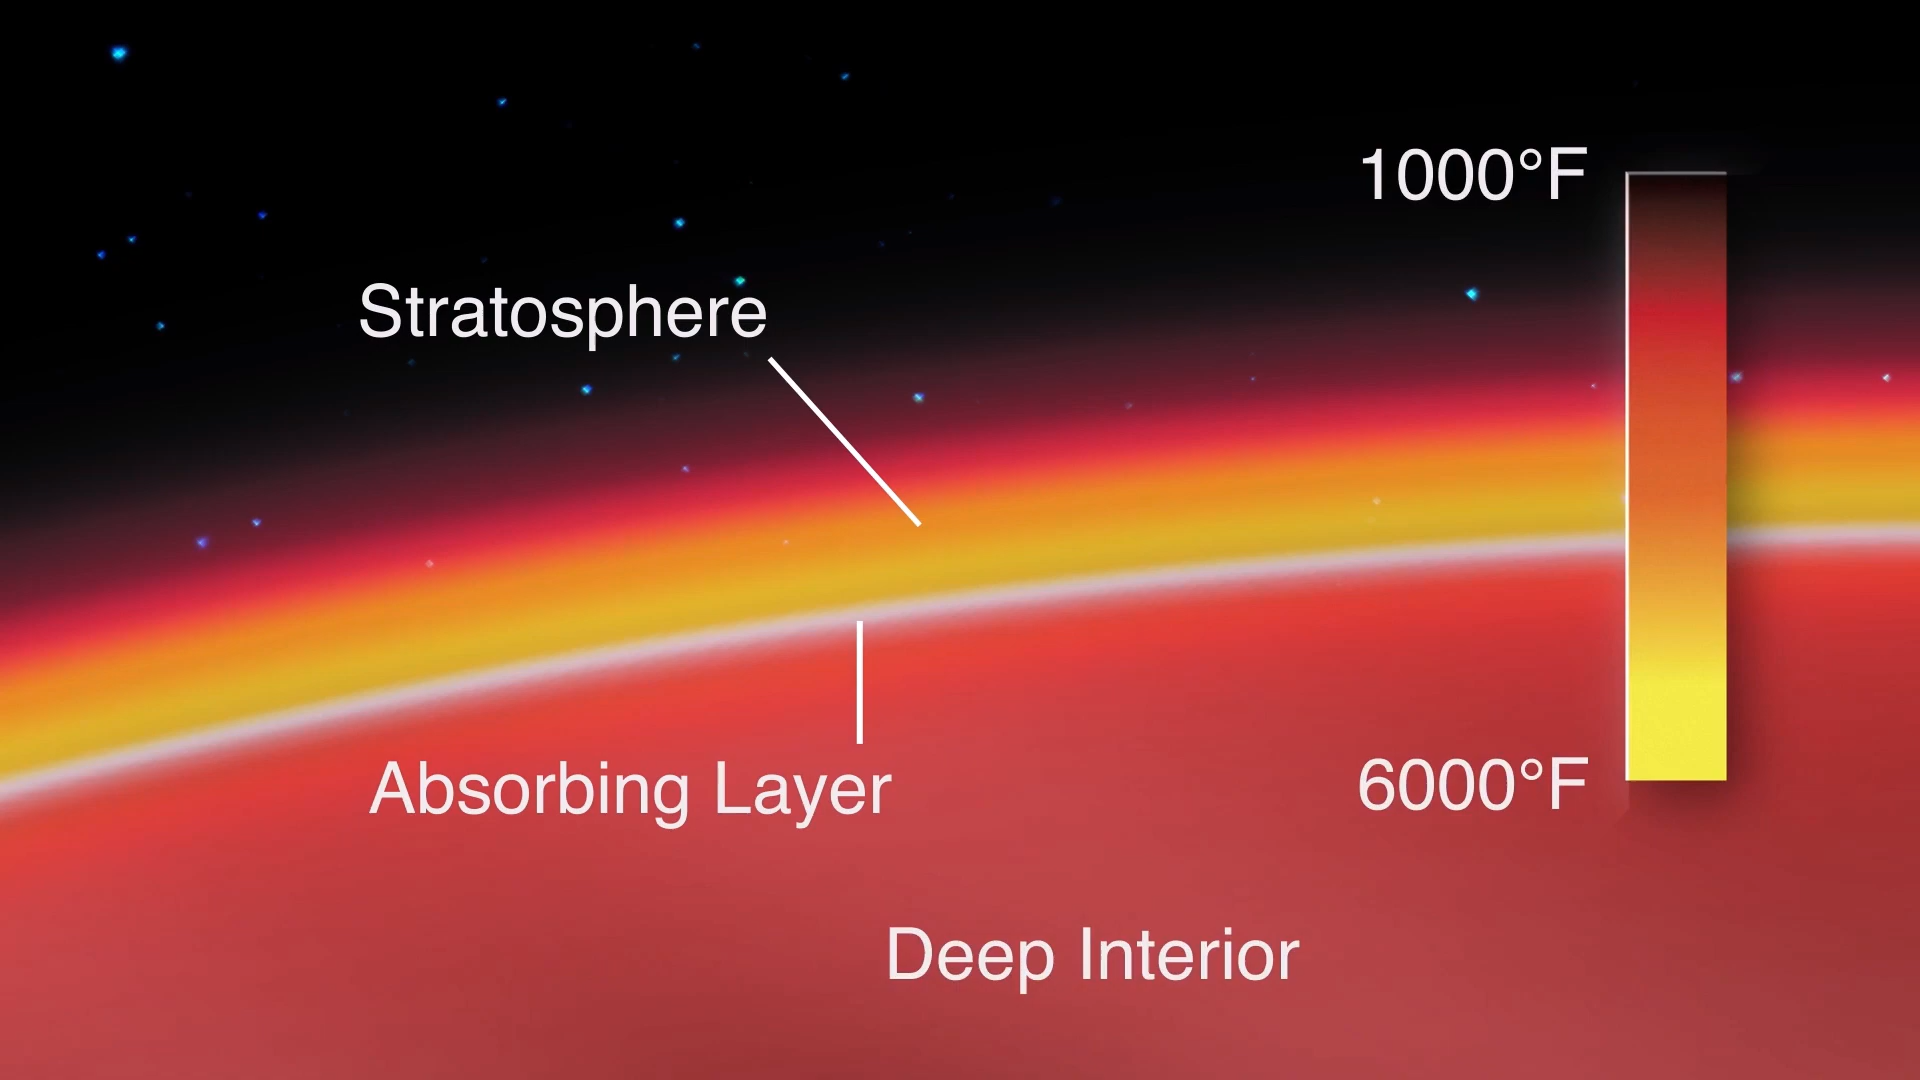 1000°F
Stratosphere
Absorbing Layer
6000°F
Deep Interior